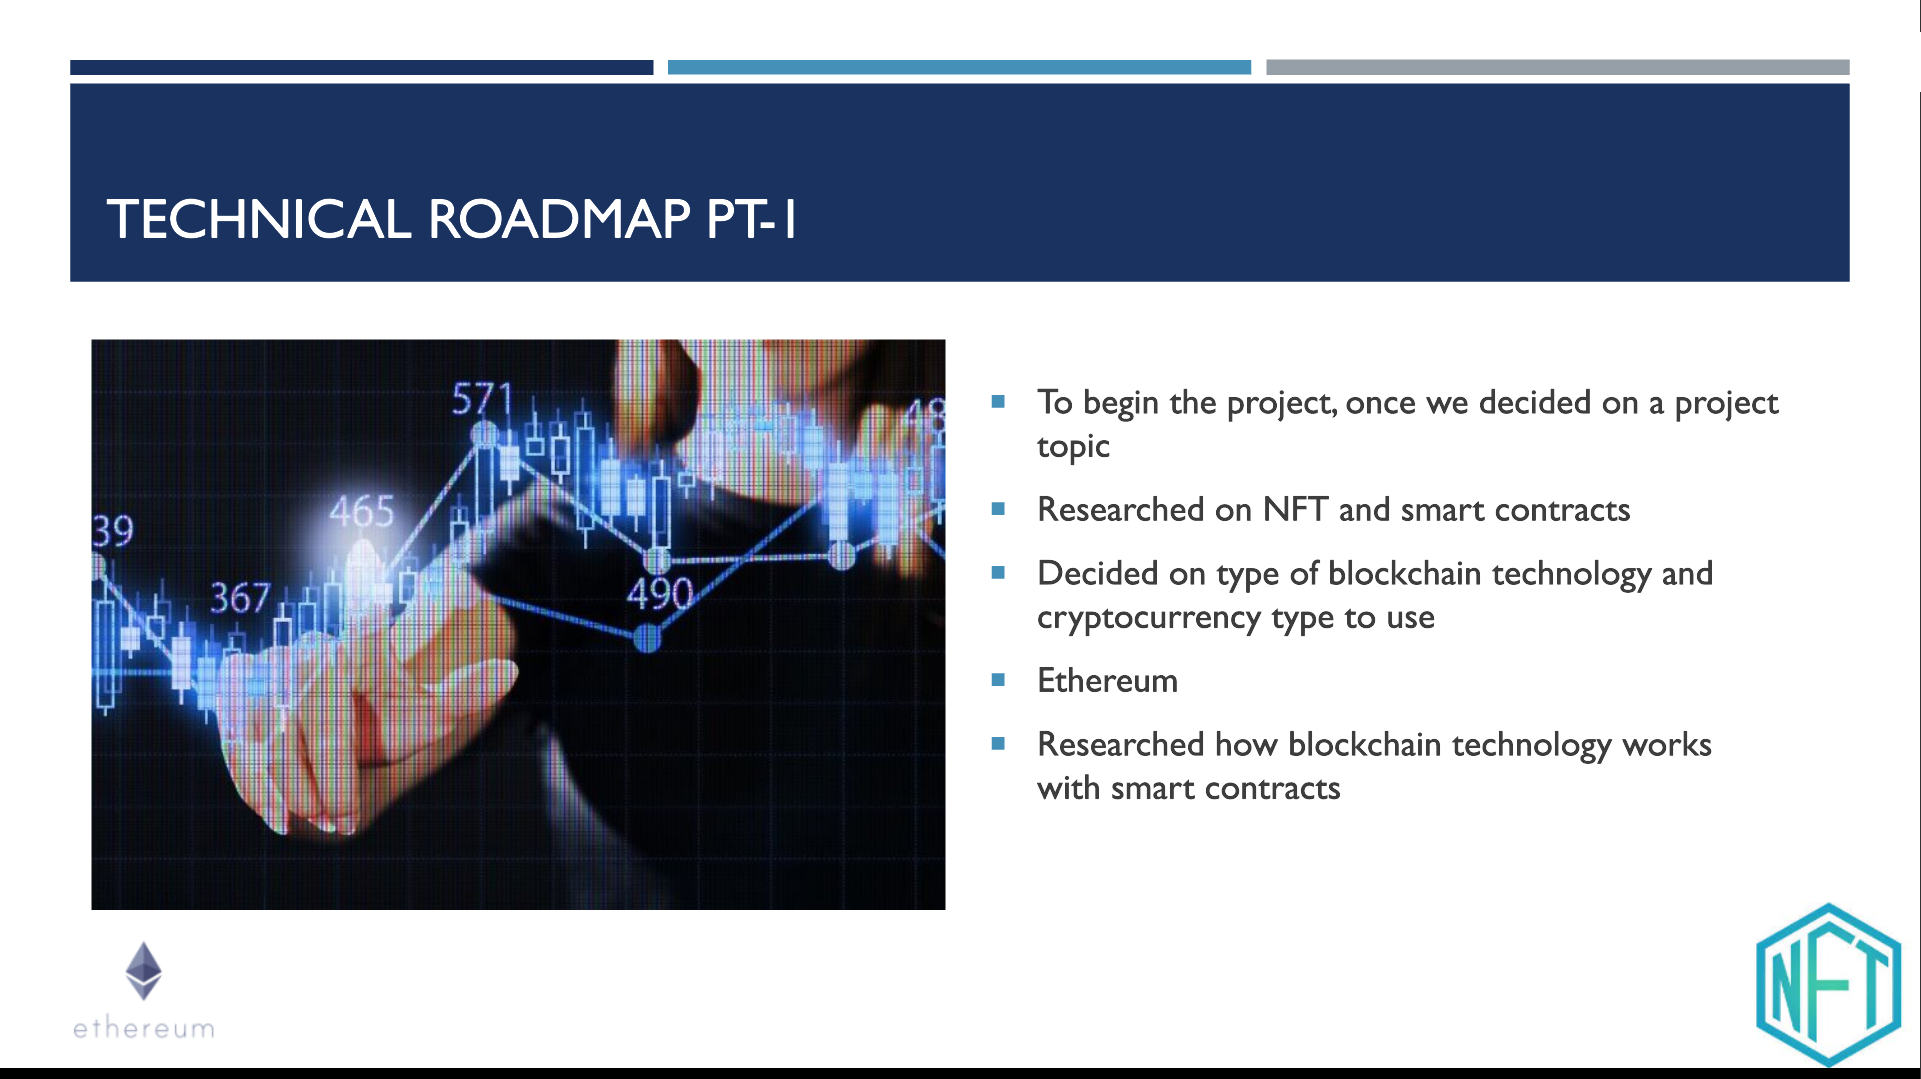 TECHNICAL ROADMAP PT-1
571
48
465
39
367
490
To begin the project, once we decided on a project
topic
Researched on NFT and smart contracts
Decided on type of blockchain technology and
cryptocurrency type to use
Ethereum
Researched how blockchain technology works
with smart contracts
ethereum
NFT